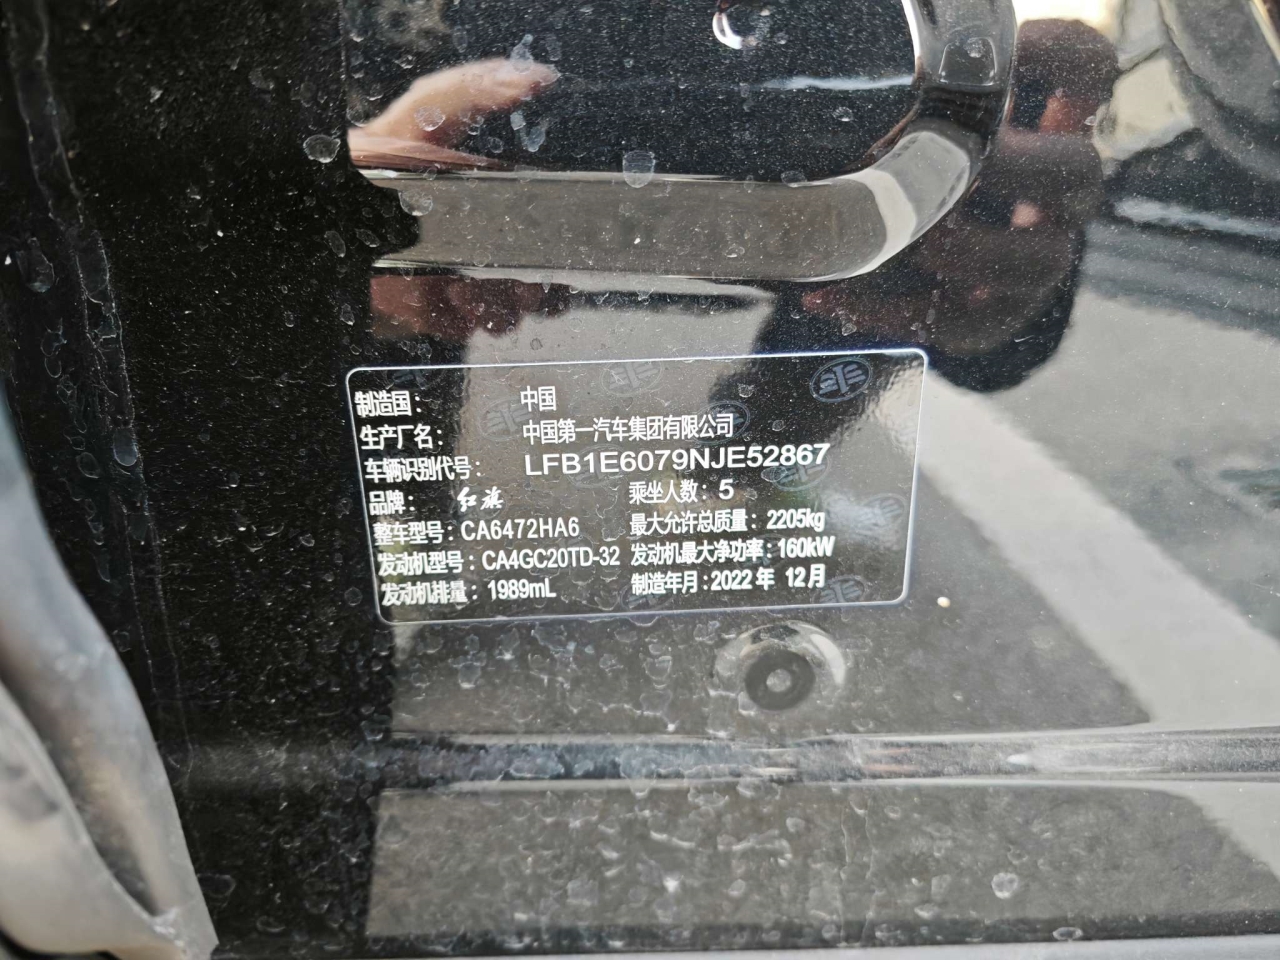 制造国： 中国
生产厂名： 中国第一汽车集团有限公司
车辆识别代号： LFB1E6079NJE52867
品牌： 红旗 乘坐人数：5
整车型号：CA6472HA6 最大允许总质量：2205kg
发动机型号：CA4GC20TD-32 发动机最大净功率：160kW
发动机排量：1989mL 制造年月：2022年 12月